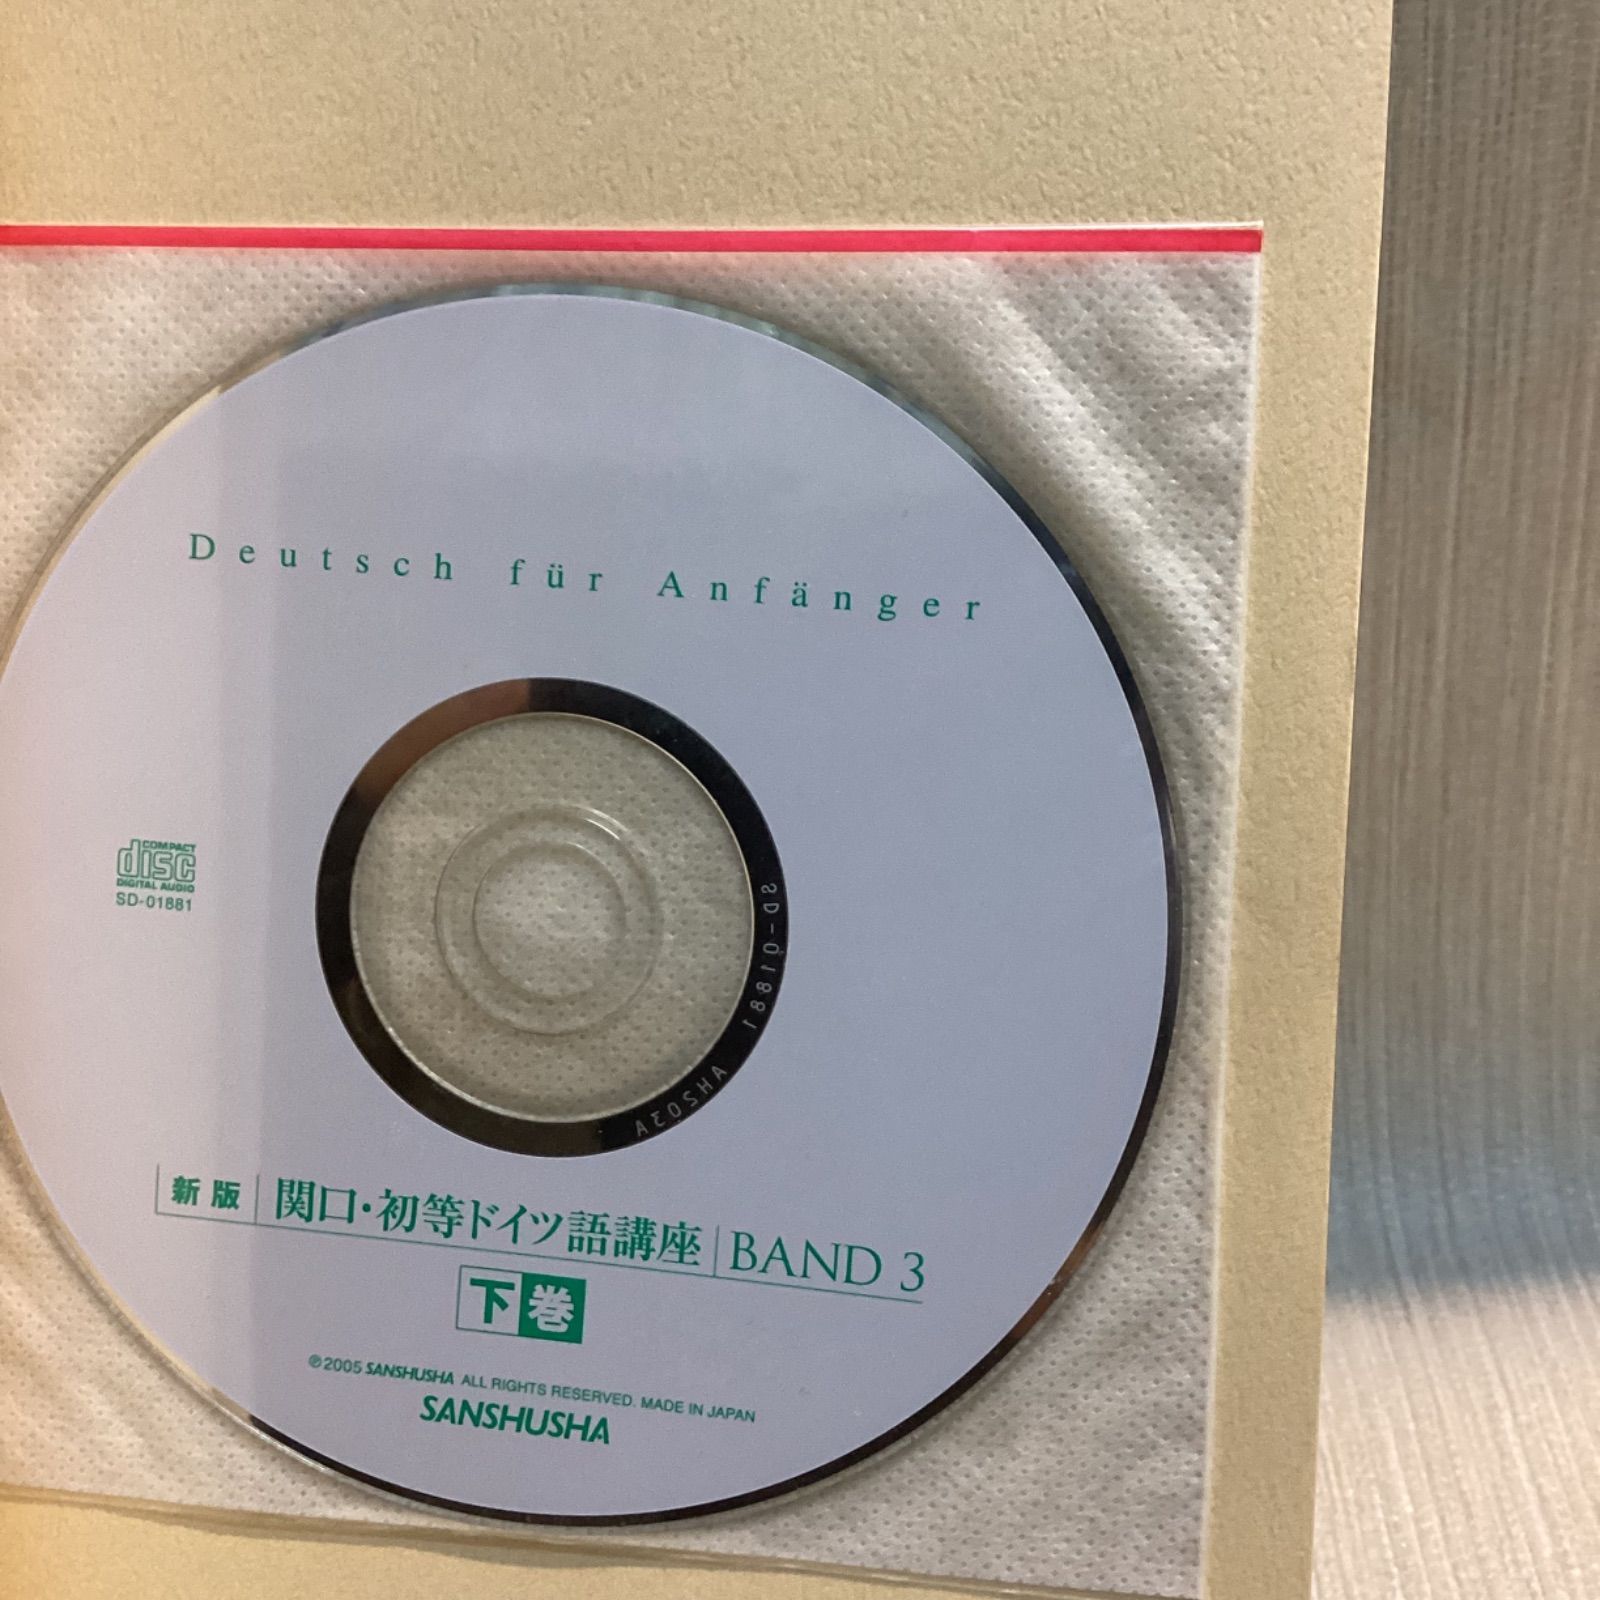 Deutsch für Anfänger
COMPACT
disc
DIGITAL AUDIO
SD-01881
SD-01881 AHS03A
新版 関口・初等ドイツ語講座 BAND 3
下巻
℗2005 SANSHUSHA ALL RIGHTS RESERVED. MADE IN JAPAN
SANSHUSHA